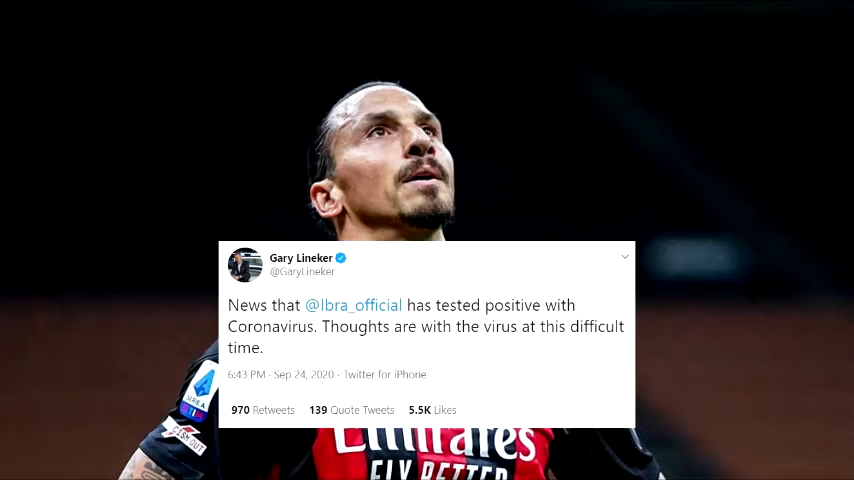 Gary Lineker
@GaryLineker
News that @Ibra_official has tested positive with
Coronavirus. Thoughts are with the virus at this difficult
time.
6:43 PM · Sep 24, 2020 · Twitter for iPhone
970 Retweets 139 Quote Tweets 5.5K Likes
SERIE A
TIM
Emirates
FLY BETTER